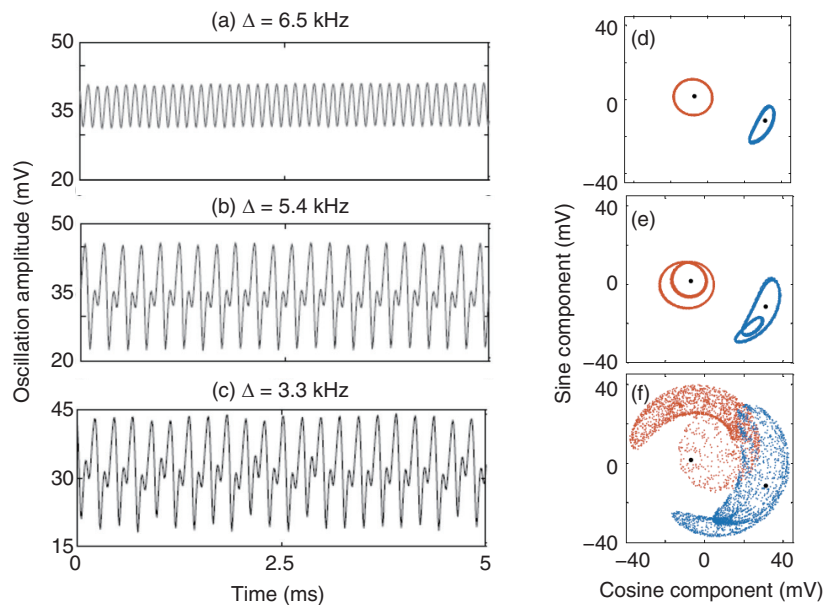 (a) Δ = 6.5 kHz
50
35
20
(b) Δ = 5.4 kHz
50
35
20
(c) Δ = 3.3 kHz
45
30
15
0
2.5
5
Time (ms)
Oscillation amplitude (mV)
(d)
40
0
−40
(e)
40
0
−40
(f)
40
0
−40
−40
0
40
Cosine component (mV)
Sine component (mV)